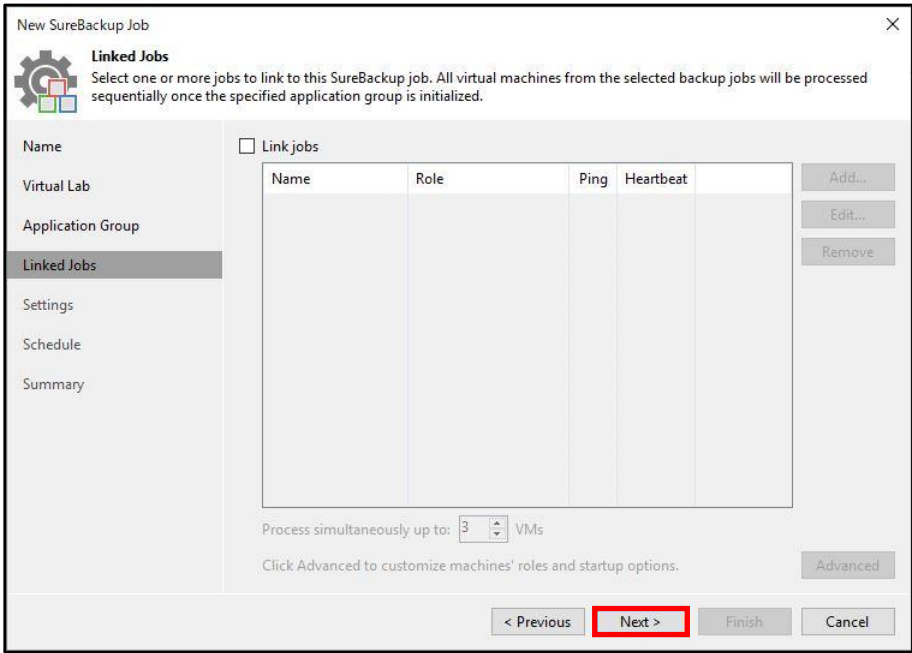 New SureBackup Job
Linked Jobs
Select one or more jobs to link to this SureBackup job. All virtual machines from the selected backup jobs will be processed
sequentially once the specified application group is initialized.
Name
Virtual Lab
Application Group
Linked Jobs
Settings
Schedule
Summary
Link jobs
Name Role Ping Heartbeat
Add...
Edit...
Remove
Process simultaneously up to: 3 VMs
Click Advanced to customize machines' roles and startup options.
Advanced
< Previous Next > Finish Cancel